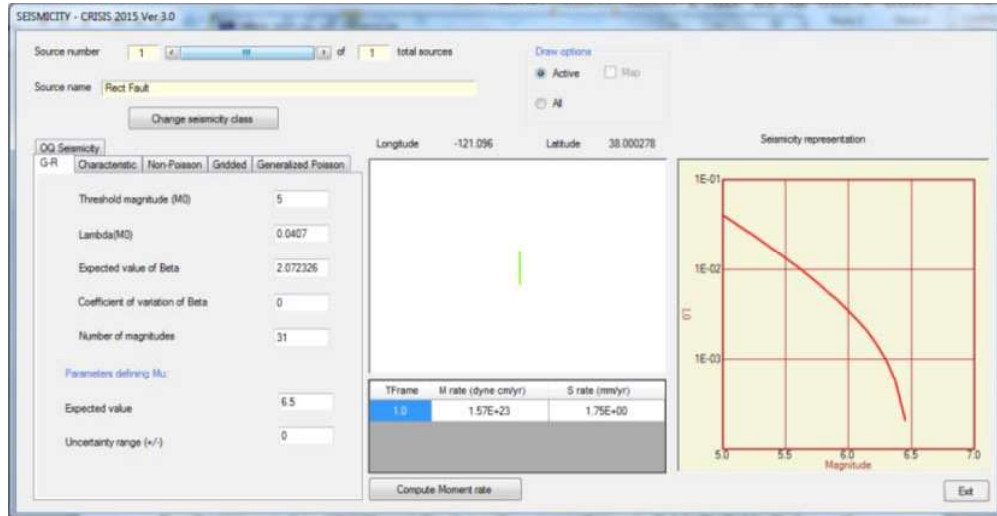 SEISMICITY - CRISIS 2015 Ver 3.0
Source number 1 of 1 total sources
Draw options
Active Map
All
Source name Rect Fault
Change seismicity class
Longitude -121.096 Latitude 38.000278
Seismicity representation
OQ Seismicity
G-R Characteristic Non-Poisson Gridded Generalized Poisson
Threshold magnitude (M0) 5
Lambda(M0) 0.0407
Expected value of Beta 2.072326
Coefficient of variation of Beta 0
Number of magnitudes 31
Parameters defining Mu:
Expected value 6.5
Uncertainty range (+/-) 0
TFrame M rate (dyne cm/yr) S rate (mm/yr)
1.0 1.57E+23 1.75E+00
Compute Moment rate
1E-01
1E-02
1E-03
5.0 5.5 6.0 6.5 7.0
Magnitude
Exit